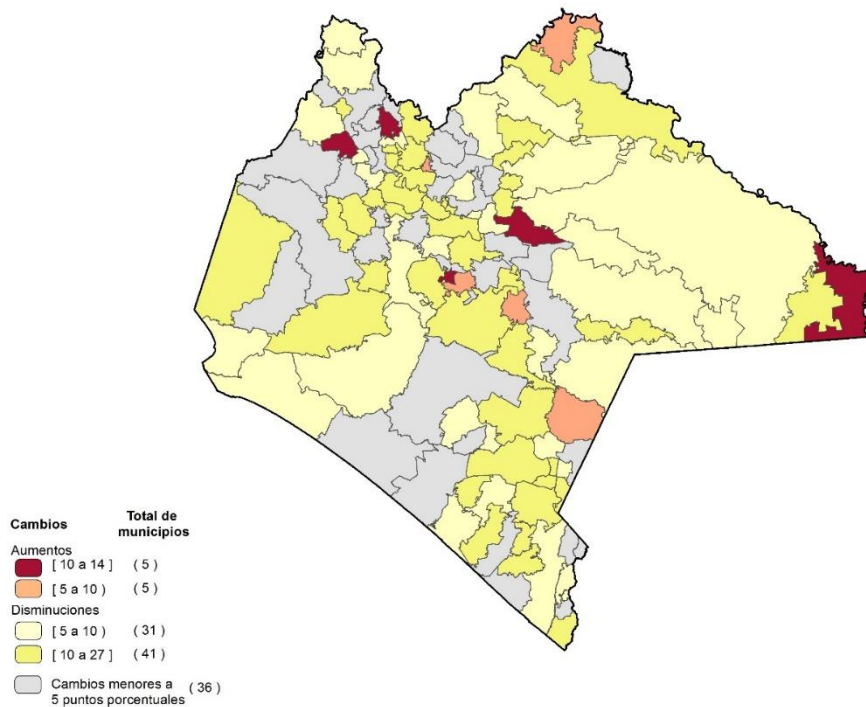 Cambios Total de municipios
Aumentos
[ 10 a 14 ] ( 5 )
[ 5 a 10 ) ( 5 )
Disminuciones
[ 5 a 10 ) ( 31 )
[ 10 a 27 ] ( 41 )
Cambios menores a ( 36 )
5 puntos porcentuales